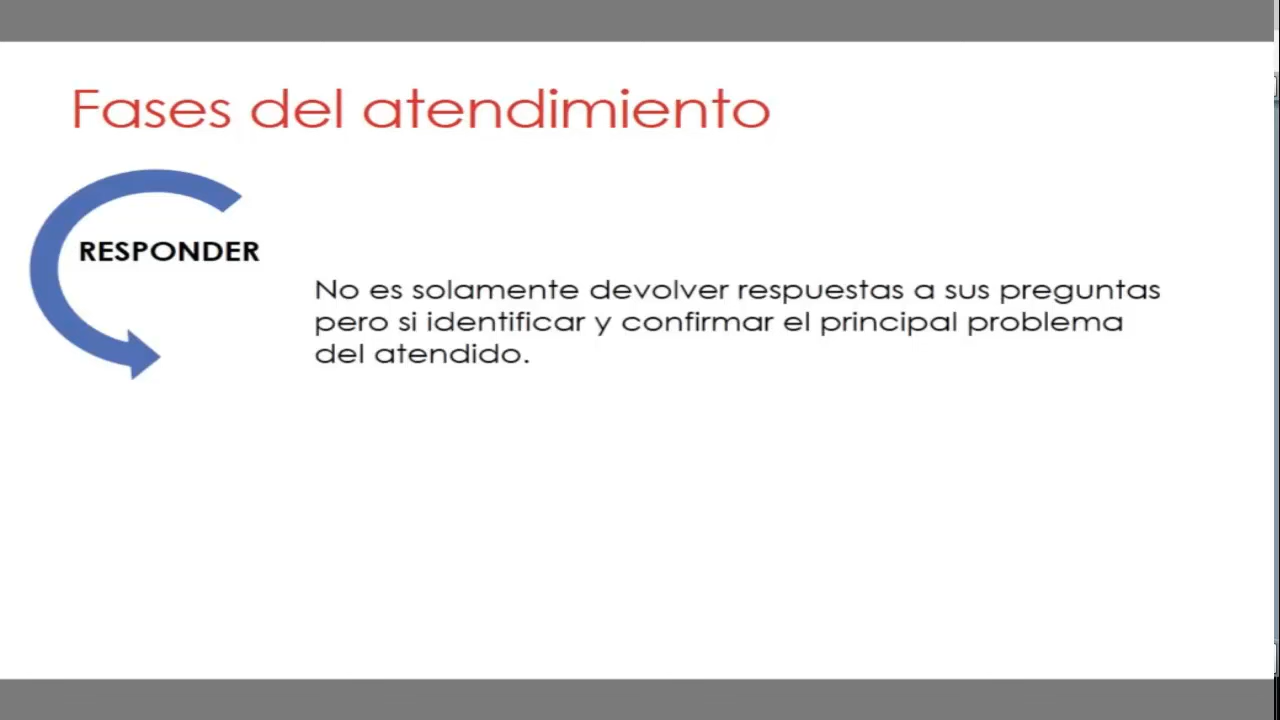 Fases del atendimiento
RESPONDER
No es solamente devolver respuestas a sus preguntas
pero si identificar y confirmar el principal problema
del atendido.